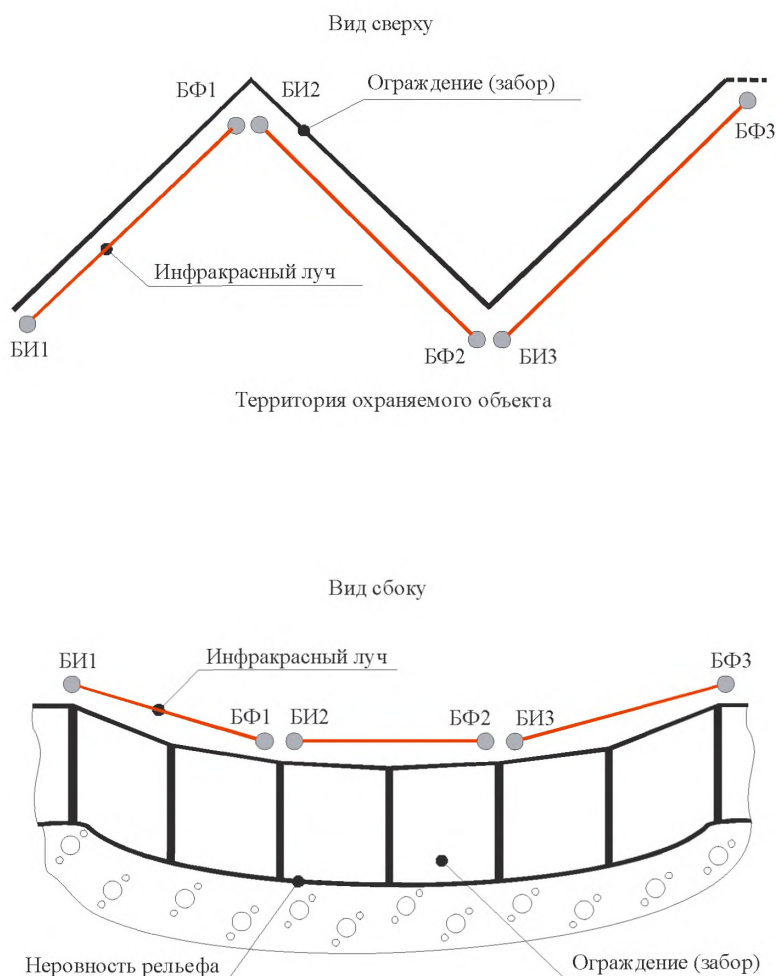 Вид сверху
БФ1
БИ2
Ограждение (забор)
БФ3
Инфракрасный луч
БИ1
БФ2
БИ3
Территория охраняемого объекта
Вид сбоку
БИ1
Инфракрасный луч
БФ3
БФ1
БИ2
БФ2
БИ3
Неровность рельефа
Ограждение (забор)